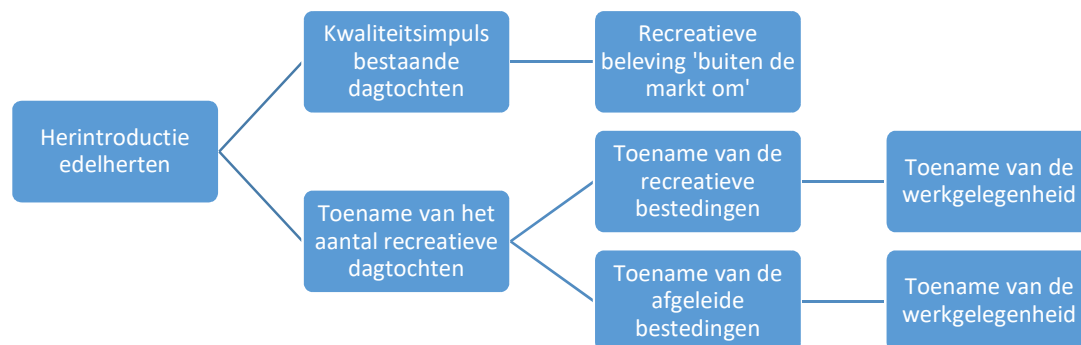 Kwaliteitsimpuls
bestaande
dagtochten
Recreatieve
beleving 'buiten de
markt om'
Herintroductie
edelherten
Toename van het
aantal recreatieve
dagtochten
Toename van de
recreatieve
bestedingen
Toename van de
werkgelegenheid
Toename van de
afgeleide
bestedingen
Toename van de
werkgelegenheid